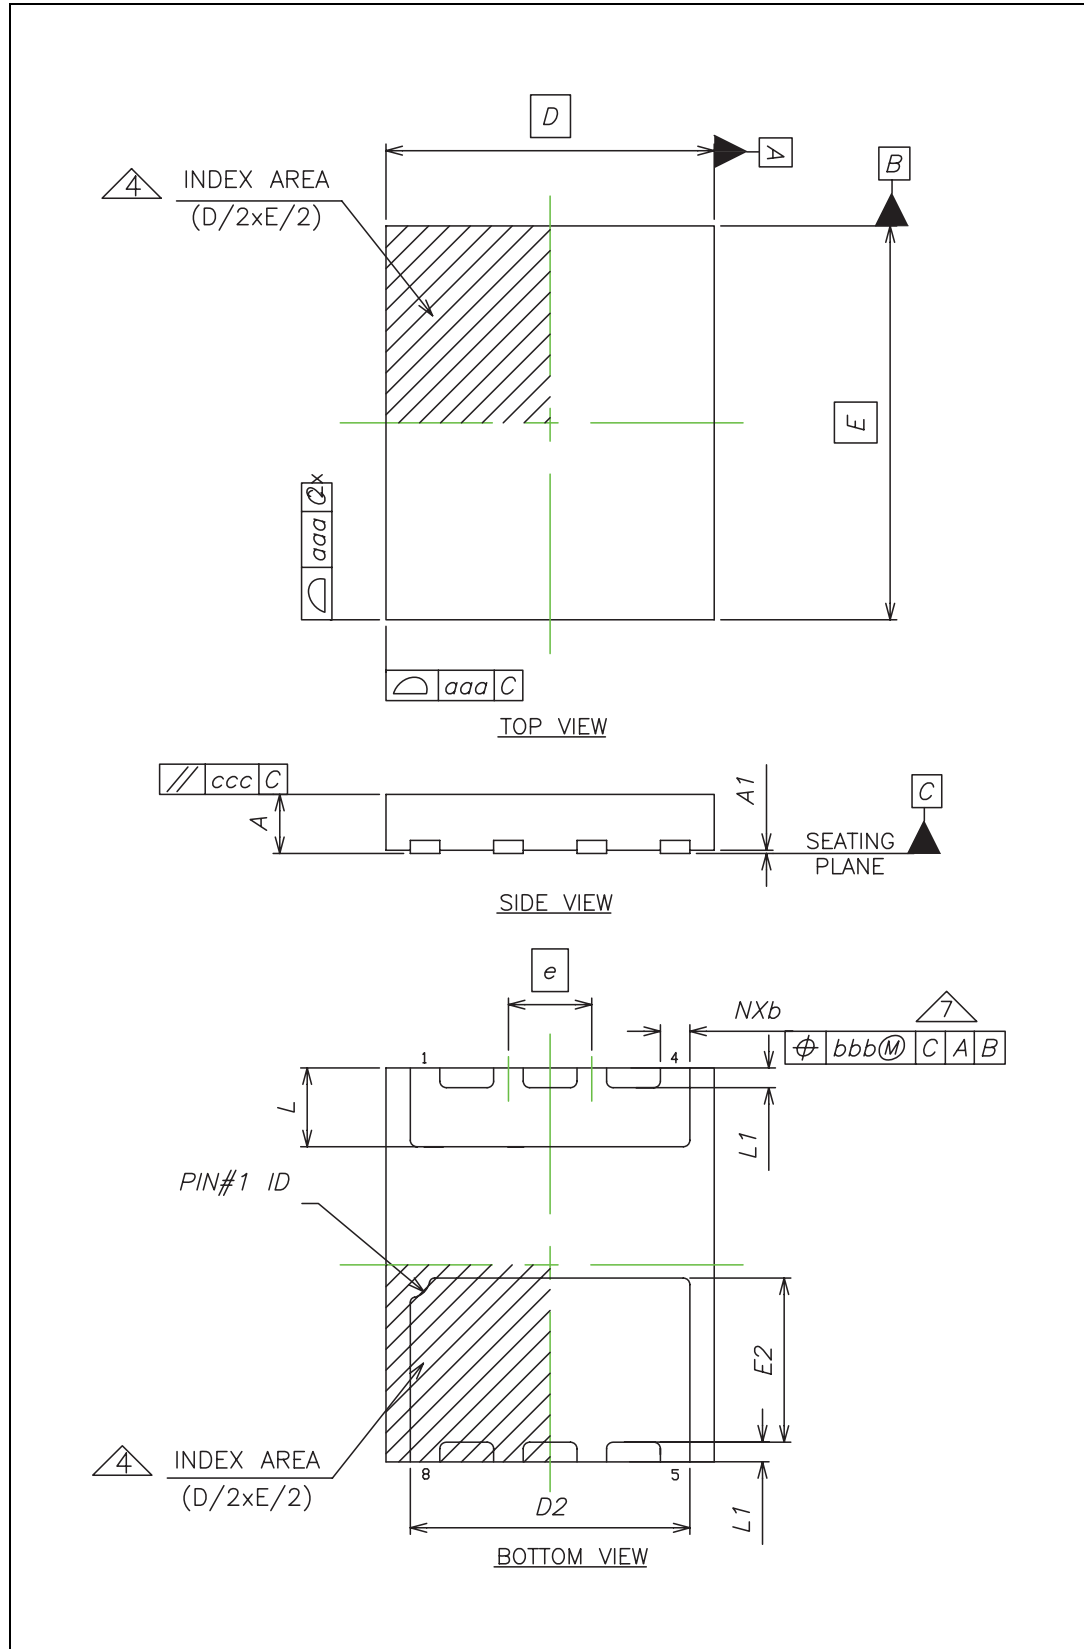 D
A
B
4
INDEX AREA
(D/2xE/2)
E
aaa C
2x
aaa C
TOP VIEW
// ccc C
A
A1
C
SEATING
PLANE
SIDE VIEW
e
NXb
7
⌖ bbbⓂ C A B
1
4
L
L1
PIN#1 ID
E2
4
INDEX AREA
(D/2xE/2)
8
5
D2
L1
BOTTOM VIEW